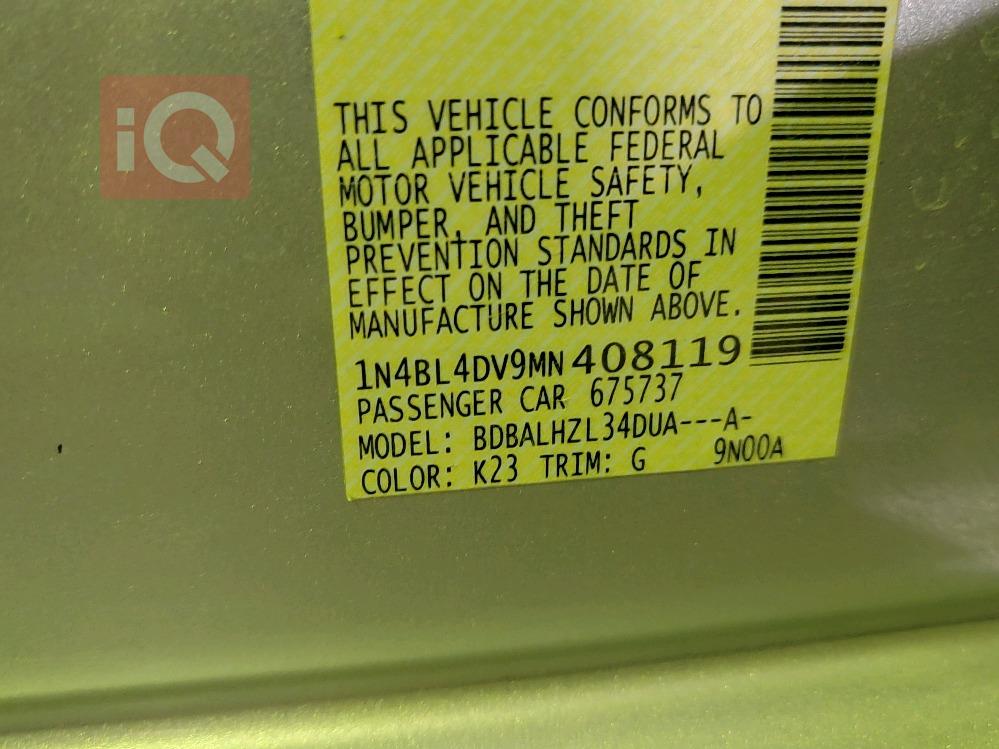 iQ
THIS VEHICLE CONFORMS TO
ALL APPLICABLE FEDERAL
MOTOR VEHICLE SAFETY,
BUMPER, AND THEFT
PREVENTION STANDARDS IN
EFFECT ON THE DATE OF
MANUFACTURE SHOWN ABOVE.
1N4BL4DV9MN408119
PASSENGER CAR 675737
MODEL: BDBALHZL34DUA---A-
COLOR: K23 TRIM: G 9N00A